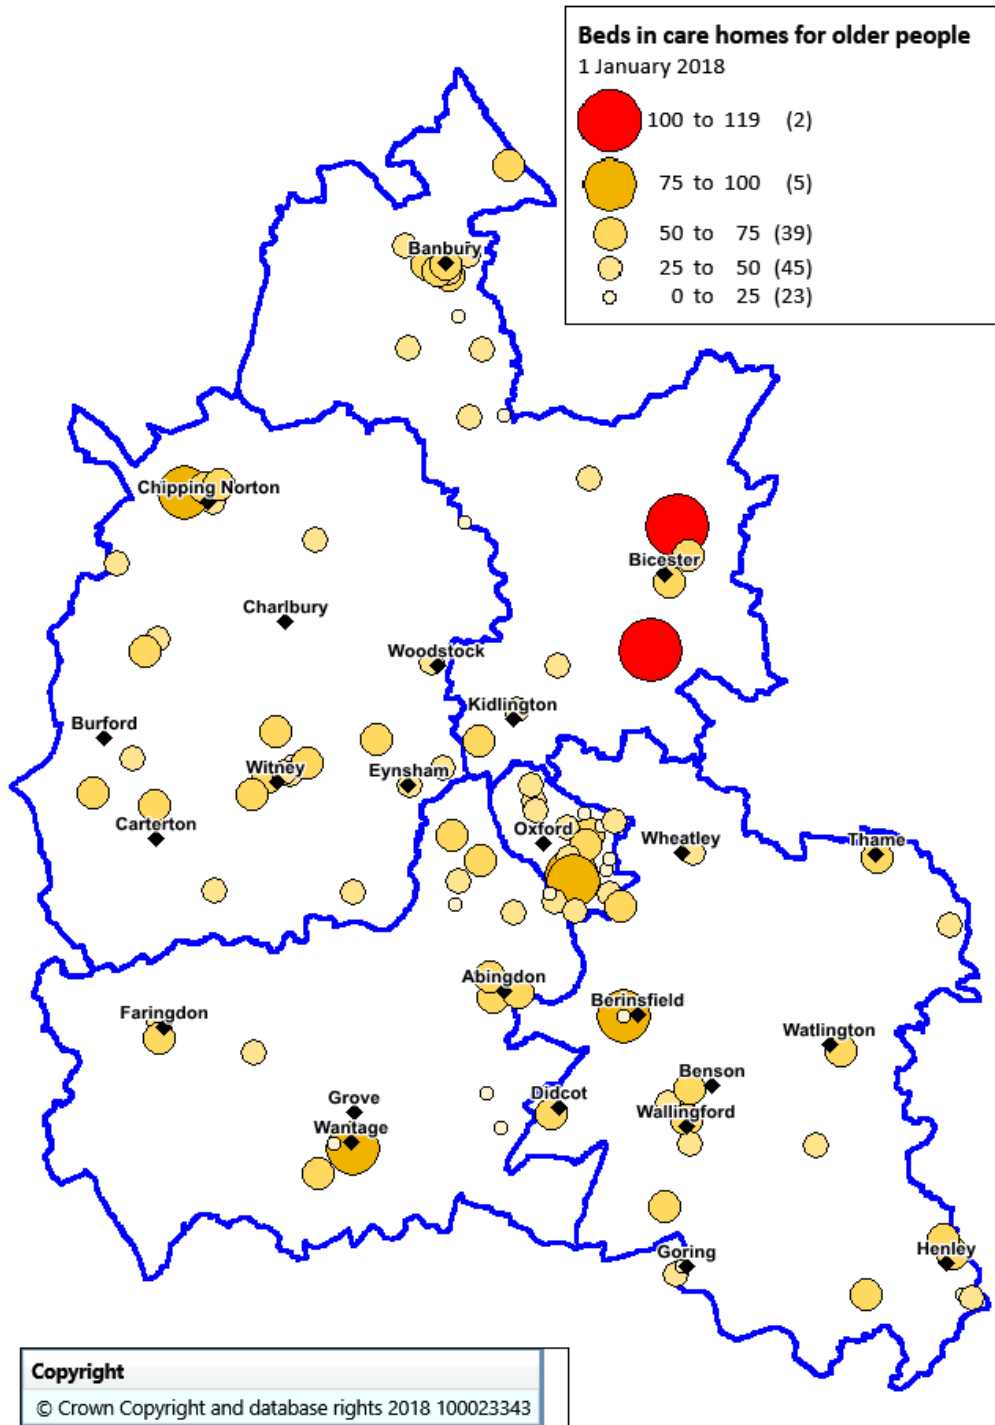 Beds in care homes for older people
1 January 2018
100 to 119 (2)
75 to 100 (5)
50 to 75 (39)
25 to 50 (45)
0 to 25 (23)
Banbury
Chipping Norton
Bicester
Charlbury
Woodstock
Kidlington
Burford
Witney
Eynsham
Carterton
Oxford
Wheatley
Thame
Abingdon
Berinsfield
Faringdon
Watlington
Benson
Grove
Didcot
Wallingford
Wantage
Goring
Henley
Copyright
© Crown Copyright and database rights 2018 100023343